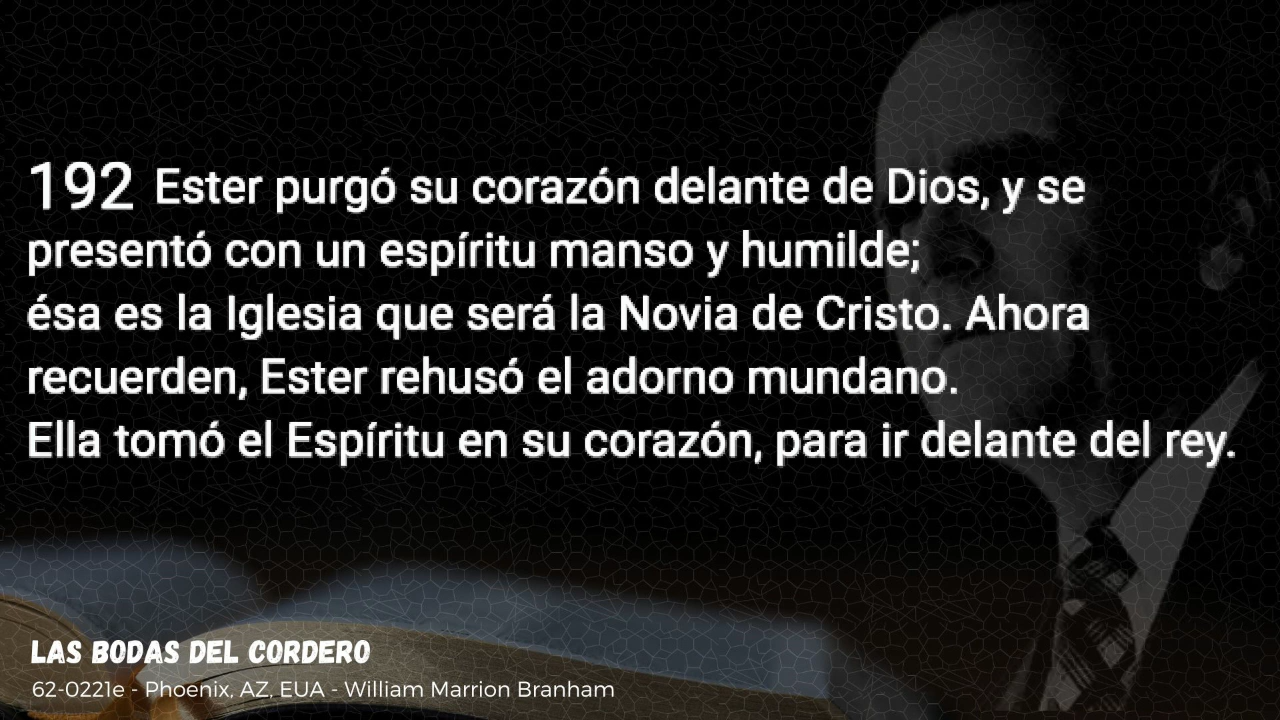 192 Ester purgó su corazón delante de Dios, y se
presentó con un espíritu manso y humilde;
ésa es la Iglesia que será la Novia de Cristo. Ahora
recuerden, Ester rehusó el adorno mundano.
Ella tomó el Espíritu en su corazón, para ir delante del rey.
LAS BODAS DEL CORDERO
62-0221e - Phoenix, AZ, EUA - William Marrion Branham